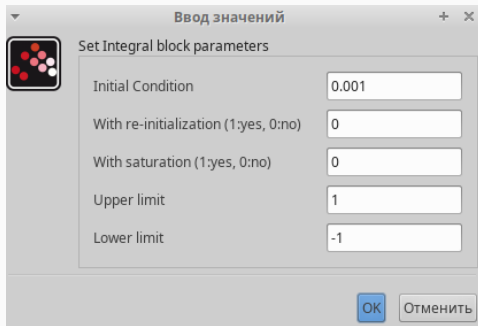 Ввод значений
Set Integral block parameters
Initial Condition 0.001
With re-initialization (1:yes, 0:no) 0
With saturation (1:yes, 0:no) 0
Upper limit 1
Lower limit -1
OK Отменить